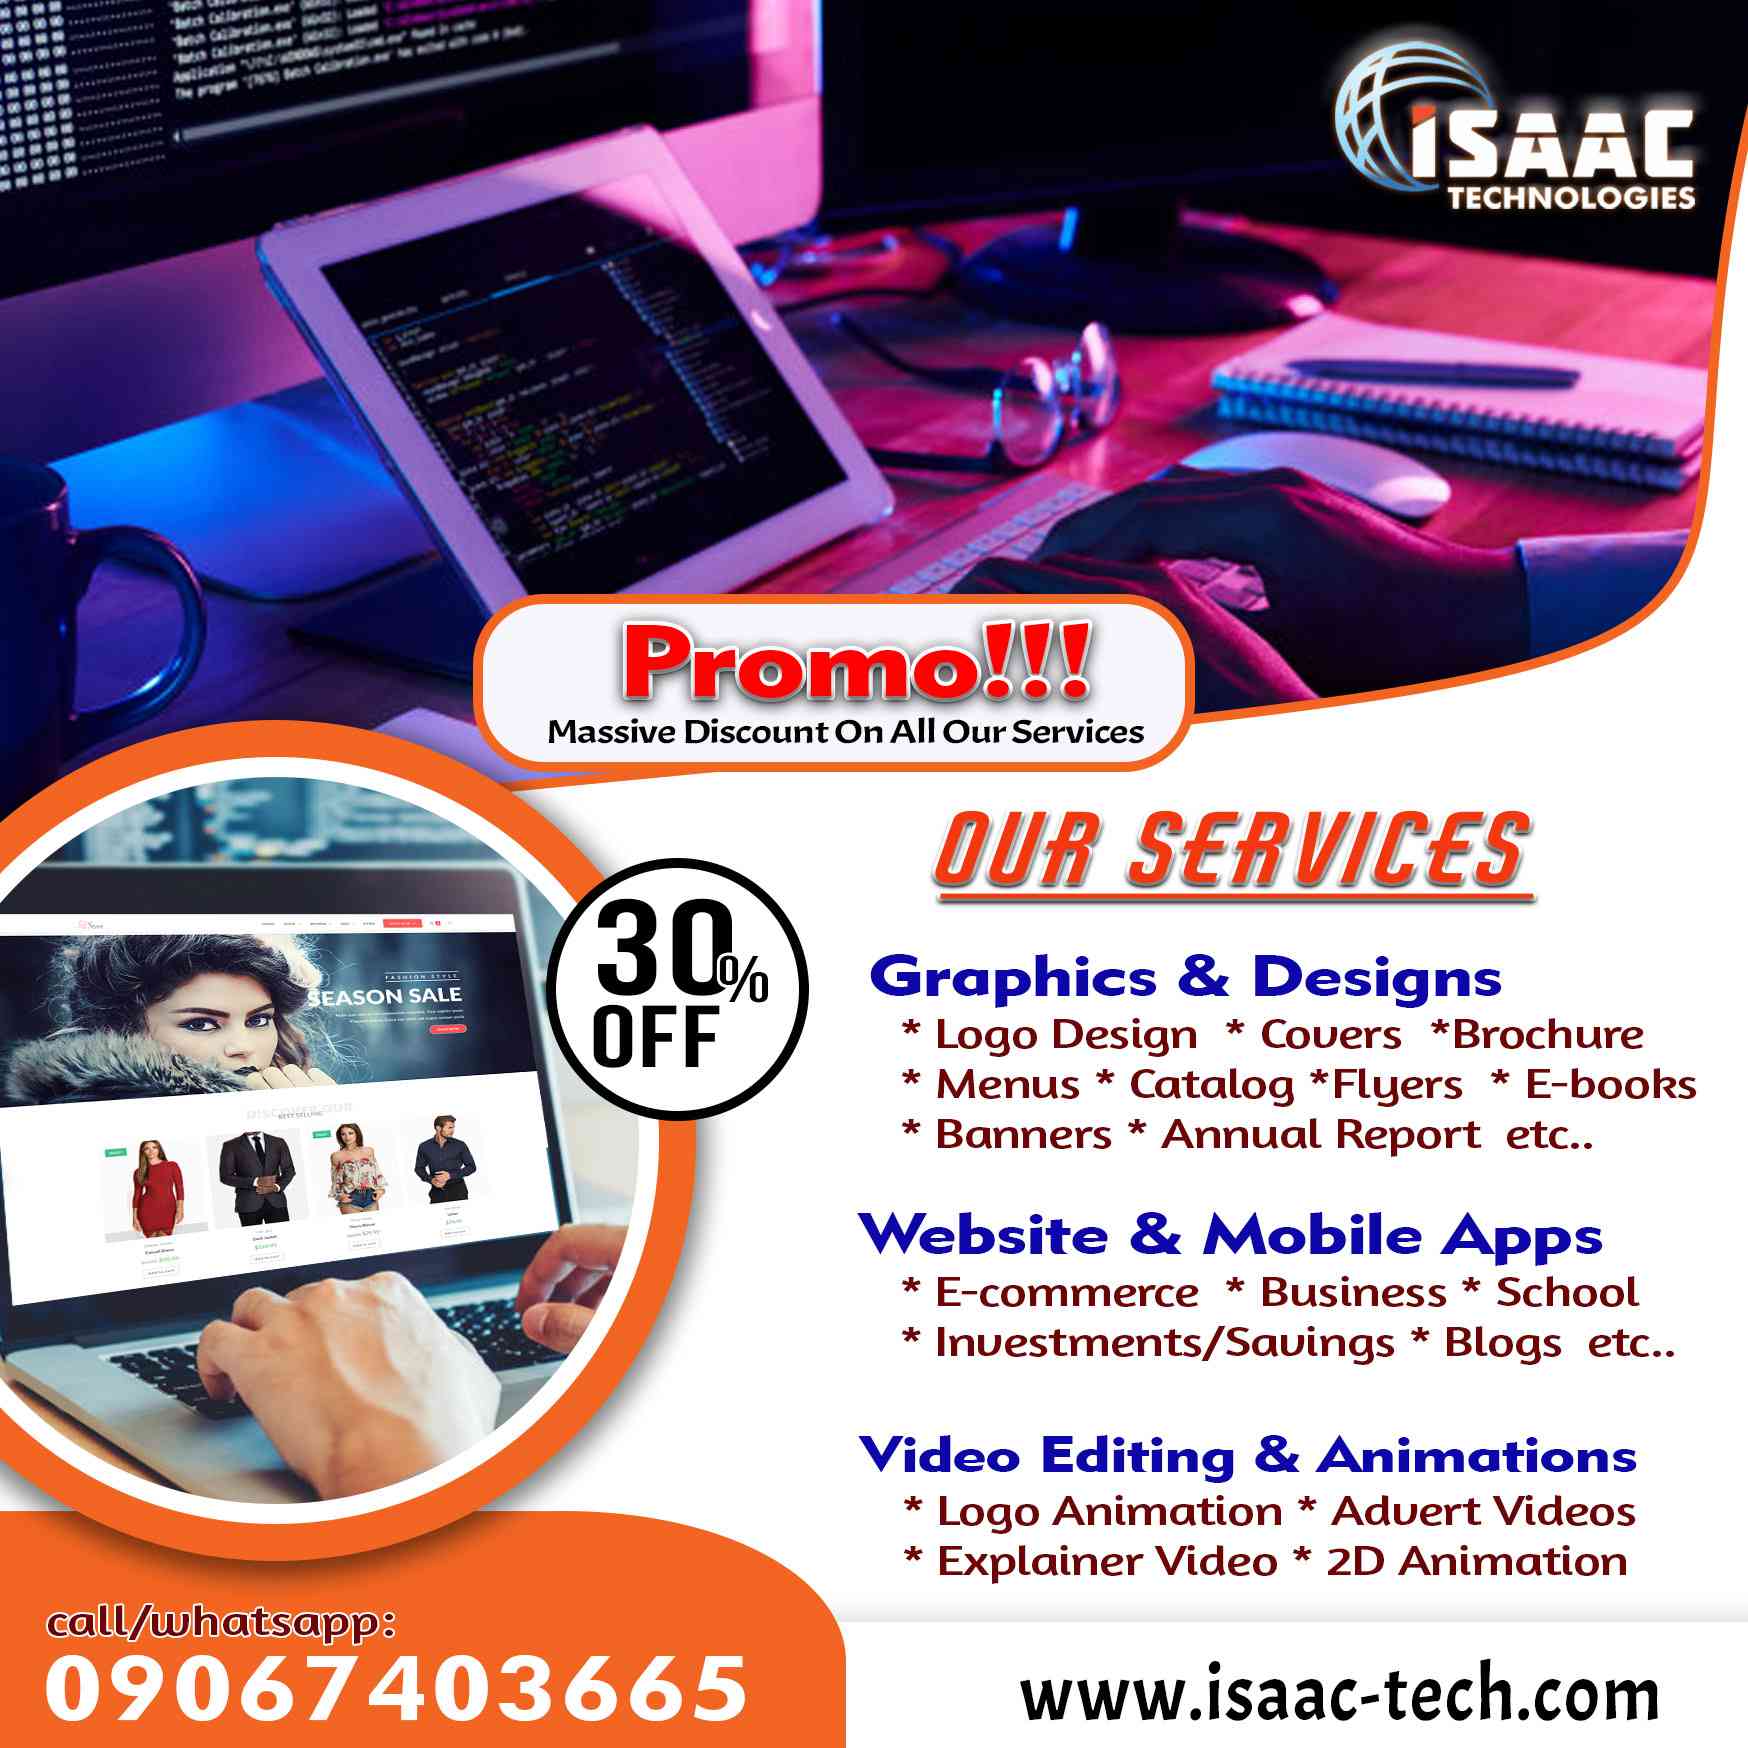 iSAAC
TECHNOLOGIES
Promo!!!
Massive Discount On All Our Services
FASHION STYLE
SEASON SALE
BEST SELLING
30%
OFF
OUR SERVICES
Graphics & Designs
* Logo Design * Covers *Brochure
* Menus * Catalog *Flyers * E-books
* Banners * Annual Report etc..
Website & Mobile Apps
* E-commerce * Business * School
* Investments/Savings * Blogs etc..
Video Editing & Animations
* Logo Animation * Advert Videos
* Explainer Video * 2D Animation
call/whatsapp:
09067403665
www.isaac-tech.com